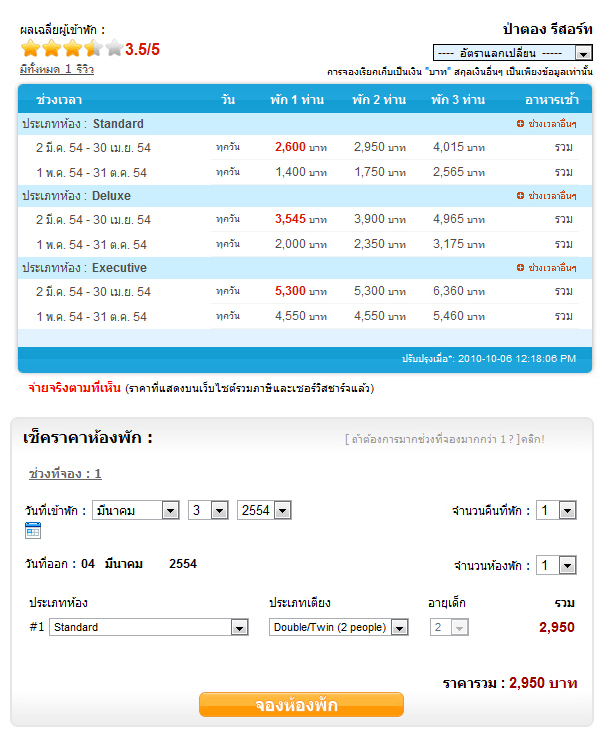 ผลเฉลี่ยผู้เข้าพัก :
ป่าตอง รีสอร์ท
3.5/5
---- อัตราแลกเปลี่ยน -----
มีทั้งหมด 1 รีวิว
การจองเรียกเก็บเป็นเงิน "บาท" สกุลเงินอื่นๆ เป็นเพียงข้อมูลเท่านั้น
ช่วงเวลา วัน พัก 1 ท่าน พัก 2 ท่าน พัก 3 ท่าน อาหารเช้า
ประเภทห้อง : Standard ช่วงเวลาอื่นๆ
2 มี.ค. 54 - 30 เม.ย. 54 ทุกวัน 2,600 บาท 2,950 บาท 4,015 บาท รวม
1 พ.ค. 54 - 31 ต.ค. 54 ทุกวัน 1,400 บาท 1,750 บาท 2,565 บาท รวม
ประเภทห้อง : Deluxe ช่วงเวลาอื่นๆ
2 มี.ค. 54 - 30 เม.ย. 54 ทุกวัน 3,545 บาท 3,900 บาท 4,965 บาท รวม
1 พ.ค. 54 - 31 ต.ค. 54 ทุกวัน 2,000 บาท 2,350 บาท 3,175 บาท รวม
ประเภทห้อง : Executive ช่วงเวลาอื่นๆ
2 มี.ค. 54 - 30 เม.ย. 54 ทุกวัน 5,300 บาท 5,300 บาท 6,360 บาท รวม
1 พ.ค. 54 - 31 ต.ค. 54 ทุกวัน 4,550 บาท 4,550 บาท 5,460 บาท รวม
ปรับปรุงเมื่อ*: 2010-10-06 12:18:06 PM
จ่ายจริงตามที่เห็น (ราคาที่แสดงบนเว็บไซต์รวมภาษีและเซอร์วิสชาร์จแล้ว)
เช็คราคาห้องพัก :
[ ถ้าต้องการมากช่วงที่จองมากกว่า 1 ? ]คลิก!
ช่วงที่จอง : 1
วันที่เข้าพัก : มีนาคม 3 2554 จำนวนคืนที่พัก : 1
วันที่ออก : 04 มีนาคม 2554 จำนวนห้องพัก : 1
ประเภทห้อง ประเภทเตียง อายุเด็ก รวม
#1 Standard Double/Twin (2 people) 2 2,950
ราคารวม : 2,950 บาท
จองห้องพัก